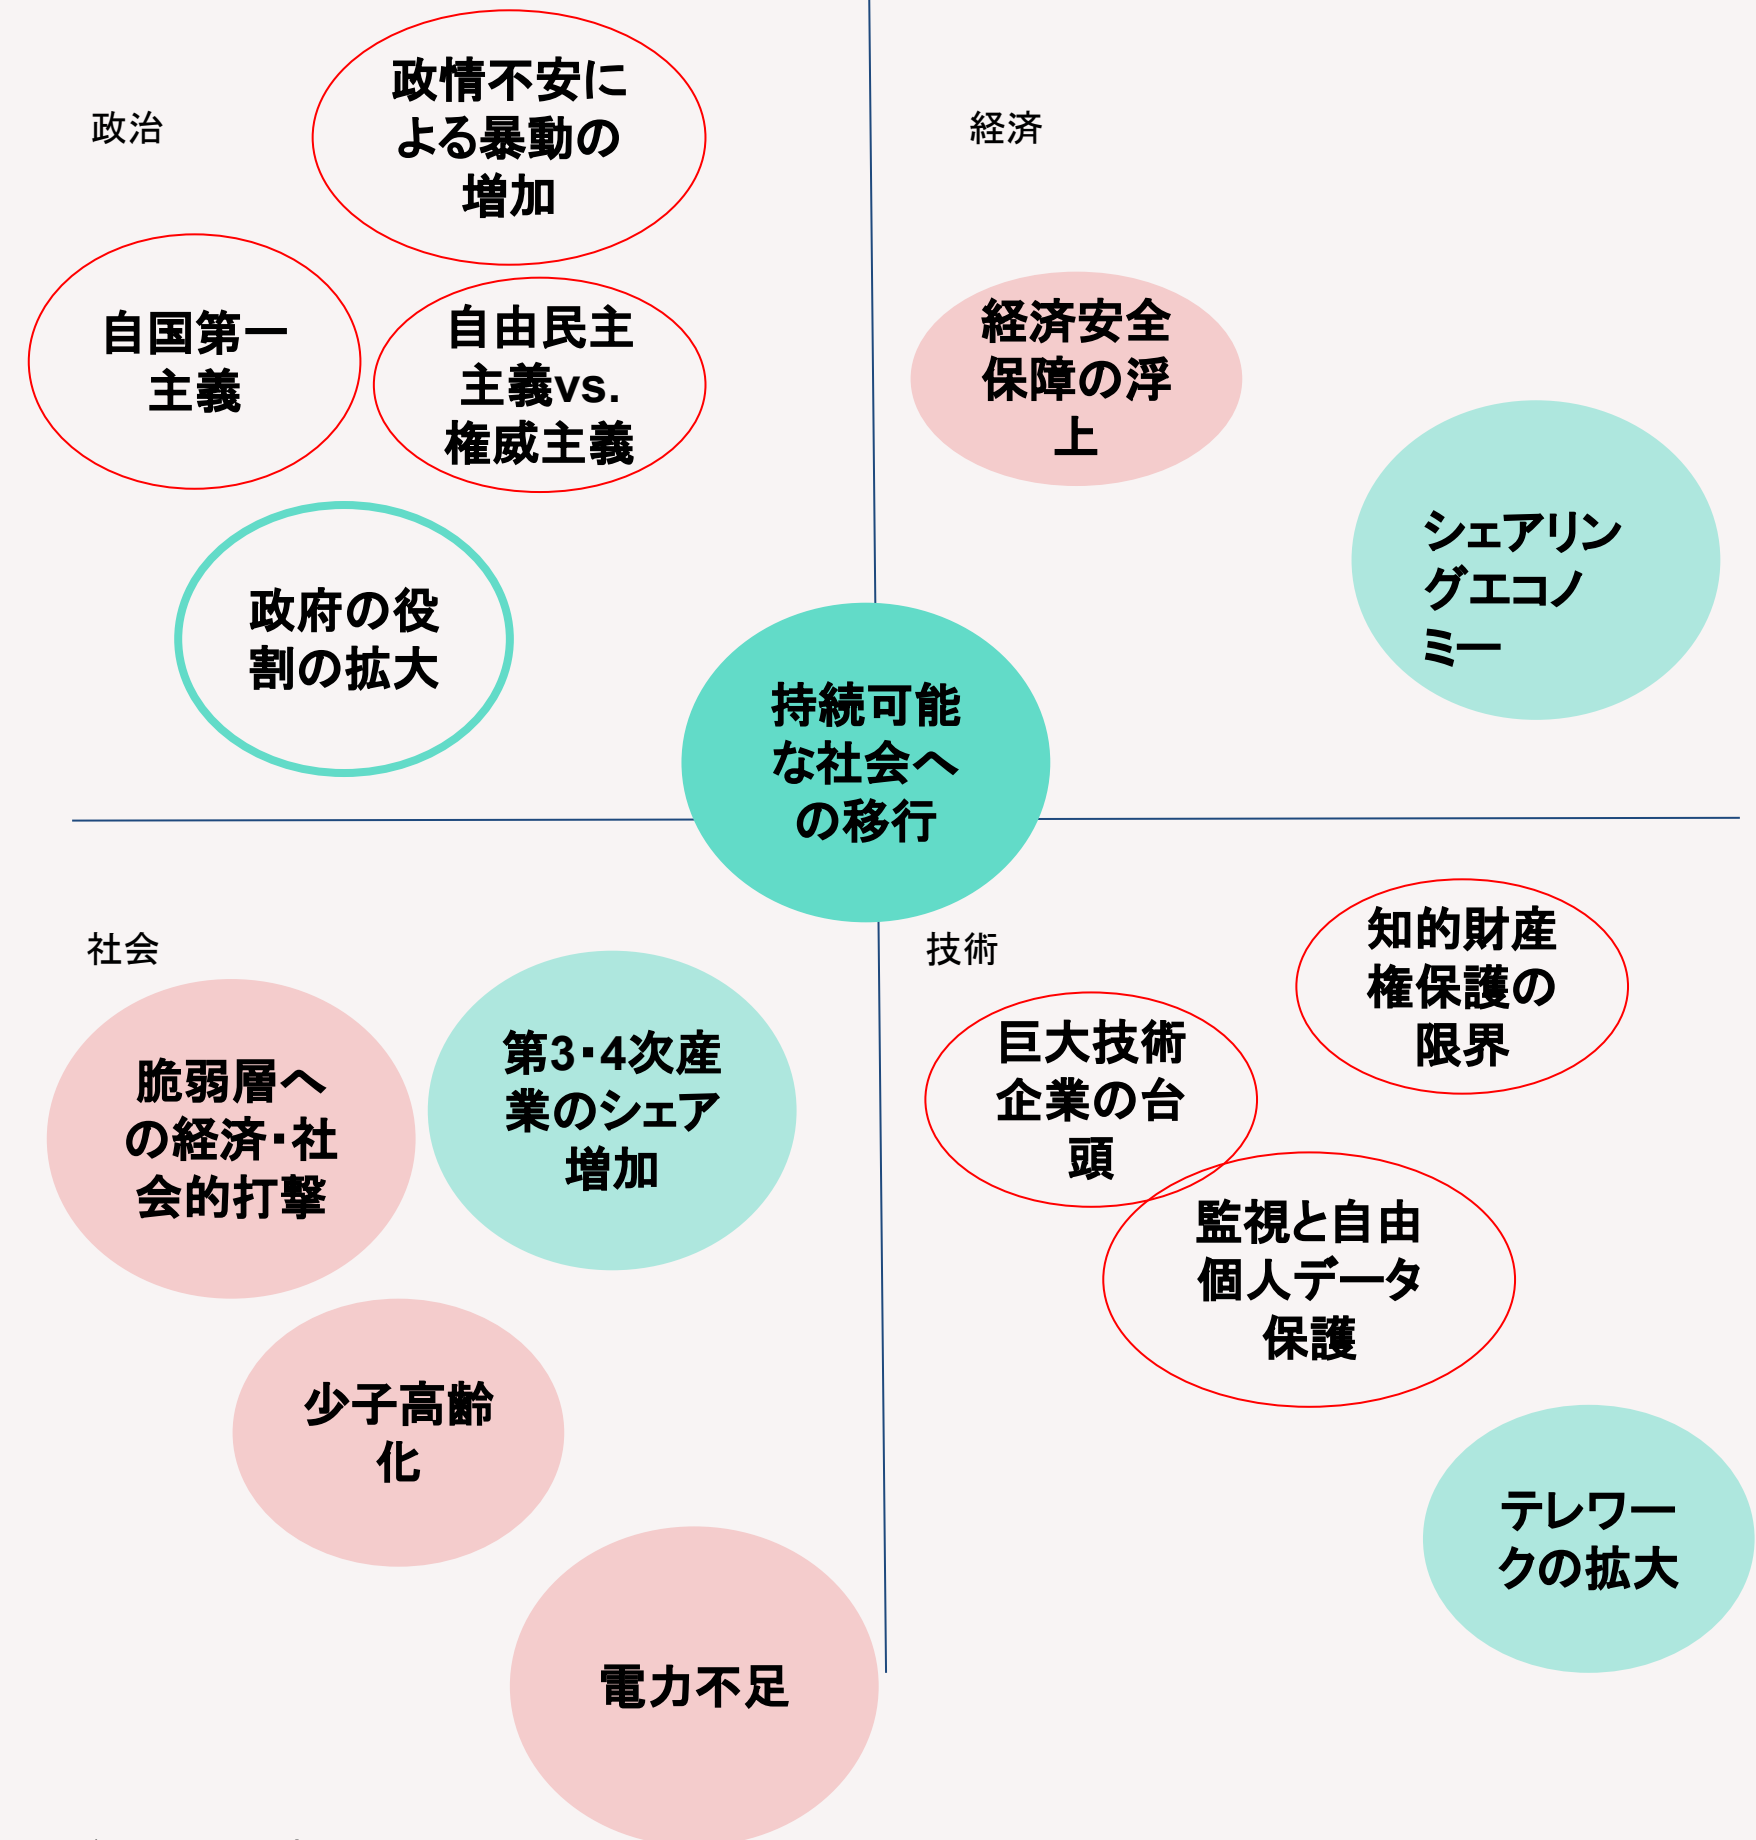 政治
政情不安に
よる暴動の
増加
自国第一
主義
自由民主
主義vs.
権威主義
政府の役
割の拡大
経済
経済安全
保障の浮
上
シェアリン
グエコノ
ミー
持続可能
な社会へ
の移行
社会
脆弱層へ
の経済・社
会的打撃
第3・4次産
業のシェア
増加
少子高齢
化
電力不足
技術
知的財産
権保護の
限界
巨大技術
企業の台
頭
監視と自由
個人データ
保護
テレワー
クの拡大